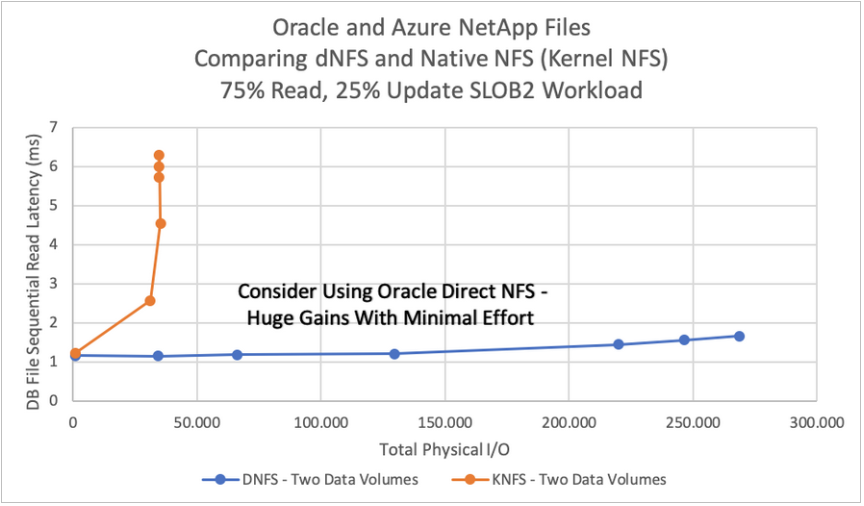 Oracle and Azure NetApp Files
Comparing dNFS and Native NFS (Kernel NFS)
75% Read, 25% Update SLOB2 Workload
DB File Sequential Read Latency (ms)
7
6
5
4
3
2
1
0
Consider Using Oracle Direct NFS -
Huge Gains With Minimal Effort
0 50.000 100.000 150.000 200.000 250.000 300.000
Total Physical I/O
DNFS - Two Data Volumes KNFS - Two Data Volumes